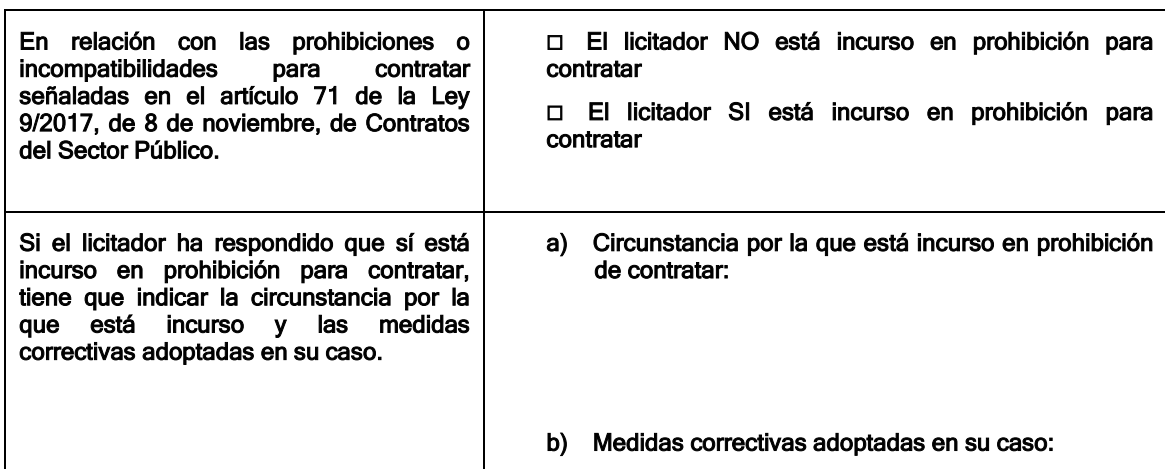 En relación con las prohibiciones o
incompatibilidades para contratar
señaladas en el artículo 71 de la Ley
9/2017, de 8 de noviembre, de Contratos
del Sector Público.
□ El licitador NO está incurso en prohibición para
contratar
□ El licitador SI está incurso en prohibición para
contratar
Si el licitador ha respondido que sí está
incurso en prohibición para contratar,
tiene que indicar la circunstancia por la
que está incurso y las medidas
correctivas adoptadas en su caso.
a) Circunstancia por la que está incurso en prohibición
de contratar:
b) Medidas correctivas adoptadas en su caso: